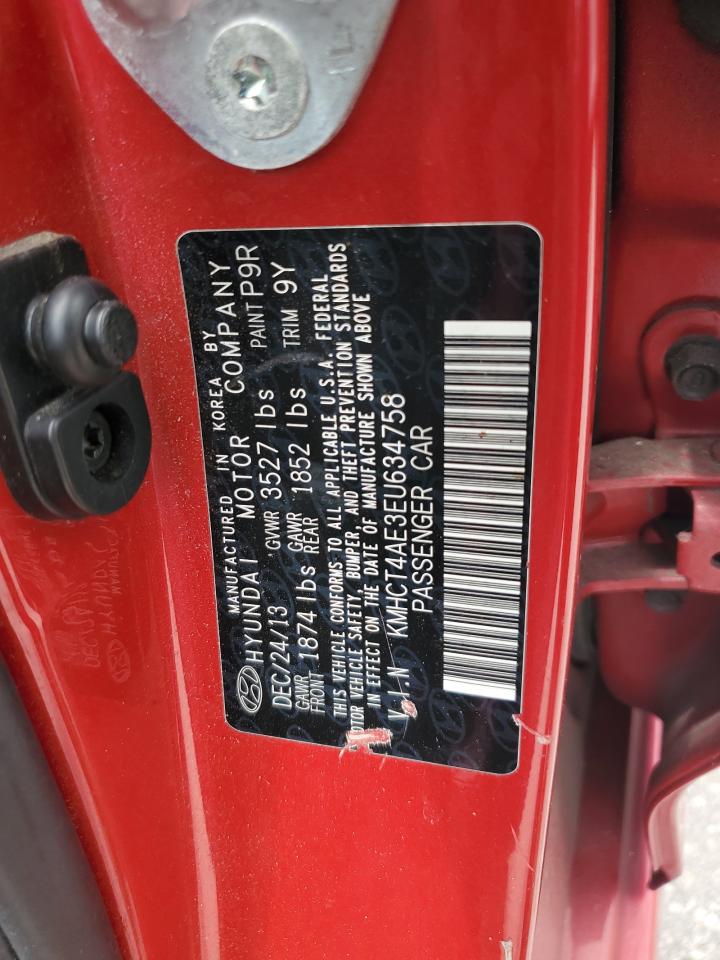 MANUFACTURED IN KOREA BY
HYUNDAI MOTOR COMPANY
DEC/24/13 GVWR 3527 lbs PAINT P9R
GAWR FRONT 1874 lbs GAWR REAR 1852 lbs TRIM 9Y
THIS VEHICLE CONFORMS TO ALL APPLICABLE U.S.A. FEDERAL
MOTOR VEHICLE SAFETY, BUMPER, AND THEFT PREVENTION STANDARDS
IN EFFECT ON THE DATE OF MANUFACTURE SHOWN ABOVE
V.I.N KMHCT4AE3EU634758
PASSENGER CAR